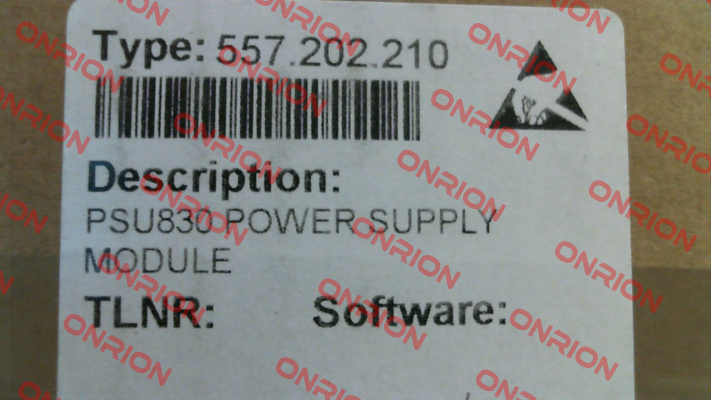 Type: 557.202.210
Description:
PSU830 POWER SUPPLY
MODULE
TLNR: Software:
ONRION